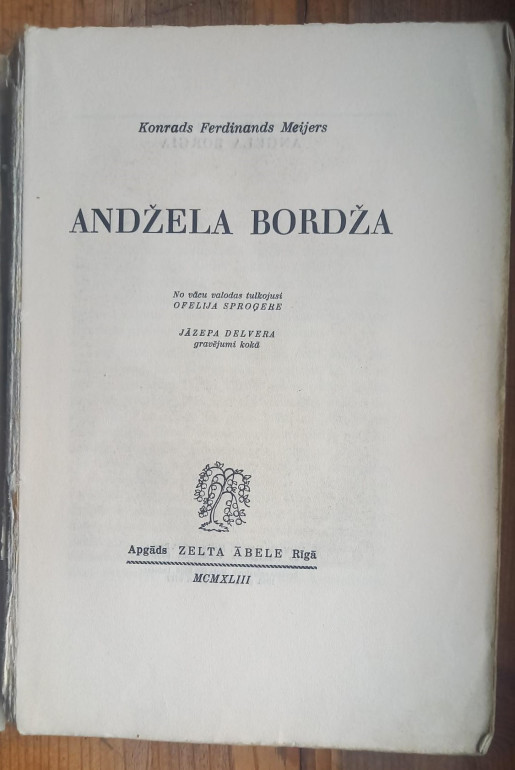 Konrads Ferdinands Meijers
ANDŽELA BORDŽA
No vācu valodas tulkojusi
OFELIJA SPROĢERE
JĀZEPA DELVERA
gravējumi kokā
Apgāds ZELTA ĀBELE Rīgā
MCMXLIII